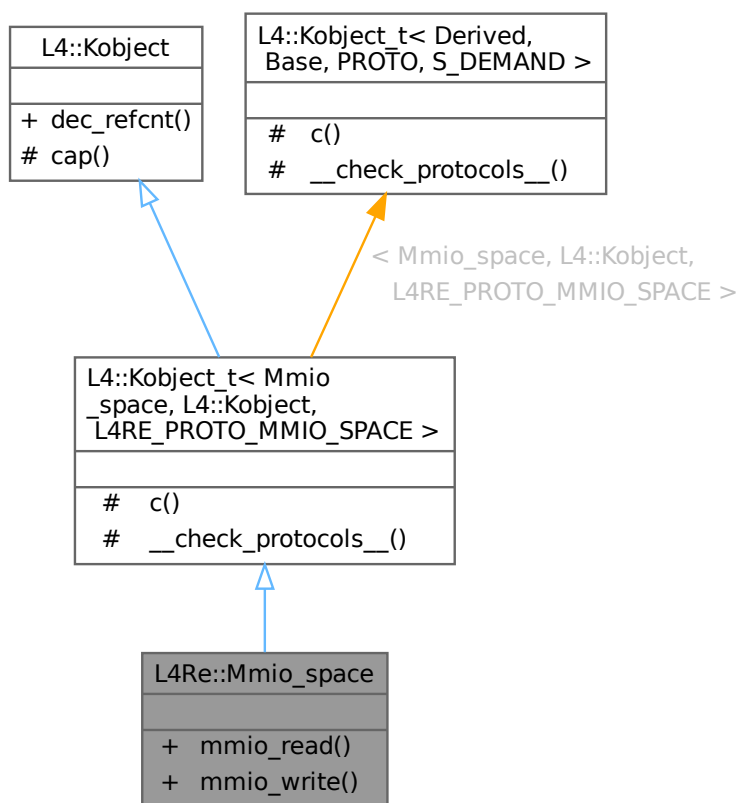 L4::Kobject
+ dec_refcnt()
# cap()
L4::Kobject_t< Derived,
Base, PROTO, S_DEMAND >
# c()
# __check_protocols__()
< Mmio_space, L4::Kobject,
L4RE_PROTO_MMIO_SPACE >
L4::Kobject_t< Mmio
_space, L4::Kobject,
L4RE_PROTO_MMIO_SPACE >
# c()
# __check_protocols__()
L4Re::Mmio_space
+ mmio_read()
+ mmio_write()